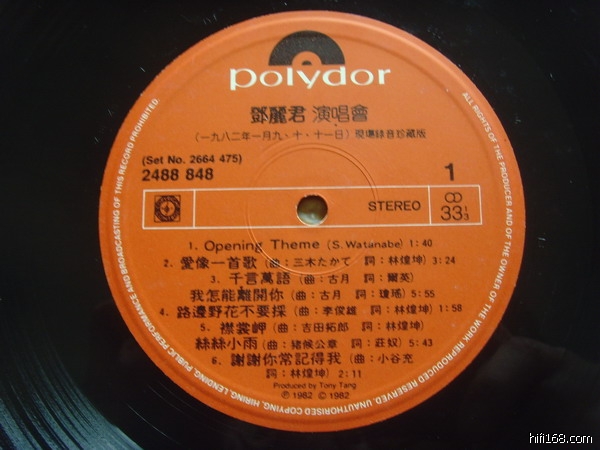 polydor
鄧麗君 演唱會
(一九八二年一月九、十、十一日) 現場錄音珍藏版
(Set No. 2664 475)
2488 848
1
STEREO
33 1/3
1. Opening Theme (S. Watanabe) 1:40
2. 愛像一首歌 (曲：三木たかて 詞：林煌坤) 3:24
3. 千言萬語 (曲：古月 詞：爾英)
我怎能離開你 (曲：古月 詞：瓊瑤) 5:55
4. 路邊野花不要採 (曲：李俊雄 詞：林煌坤) 1:58
5. 襟裳岬 (曲：吉田拓郎 詞：林煌坤)
絲絲小雨 (曲：猪候公章 詞：莊奴) 5:43
6. 謝謝你常記得我 (曲：小谷充
詞：林煌坤) 2:11
Produced by Tony Tang
℗ 1982 © 1982
ALL RIGHTS OF THE PRODUCER AND OF THE OWNER OF THE WORK REPRODUCED RESERVED. UNAUTHORISED COPYING, HIRING, LENDING, PUBLIC PERFORMANCE AND BROADCASTING OF THIS RECORD PROHIBITED.
hifi168.com